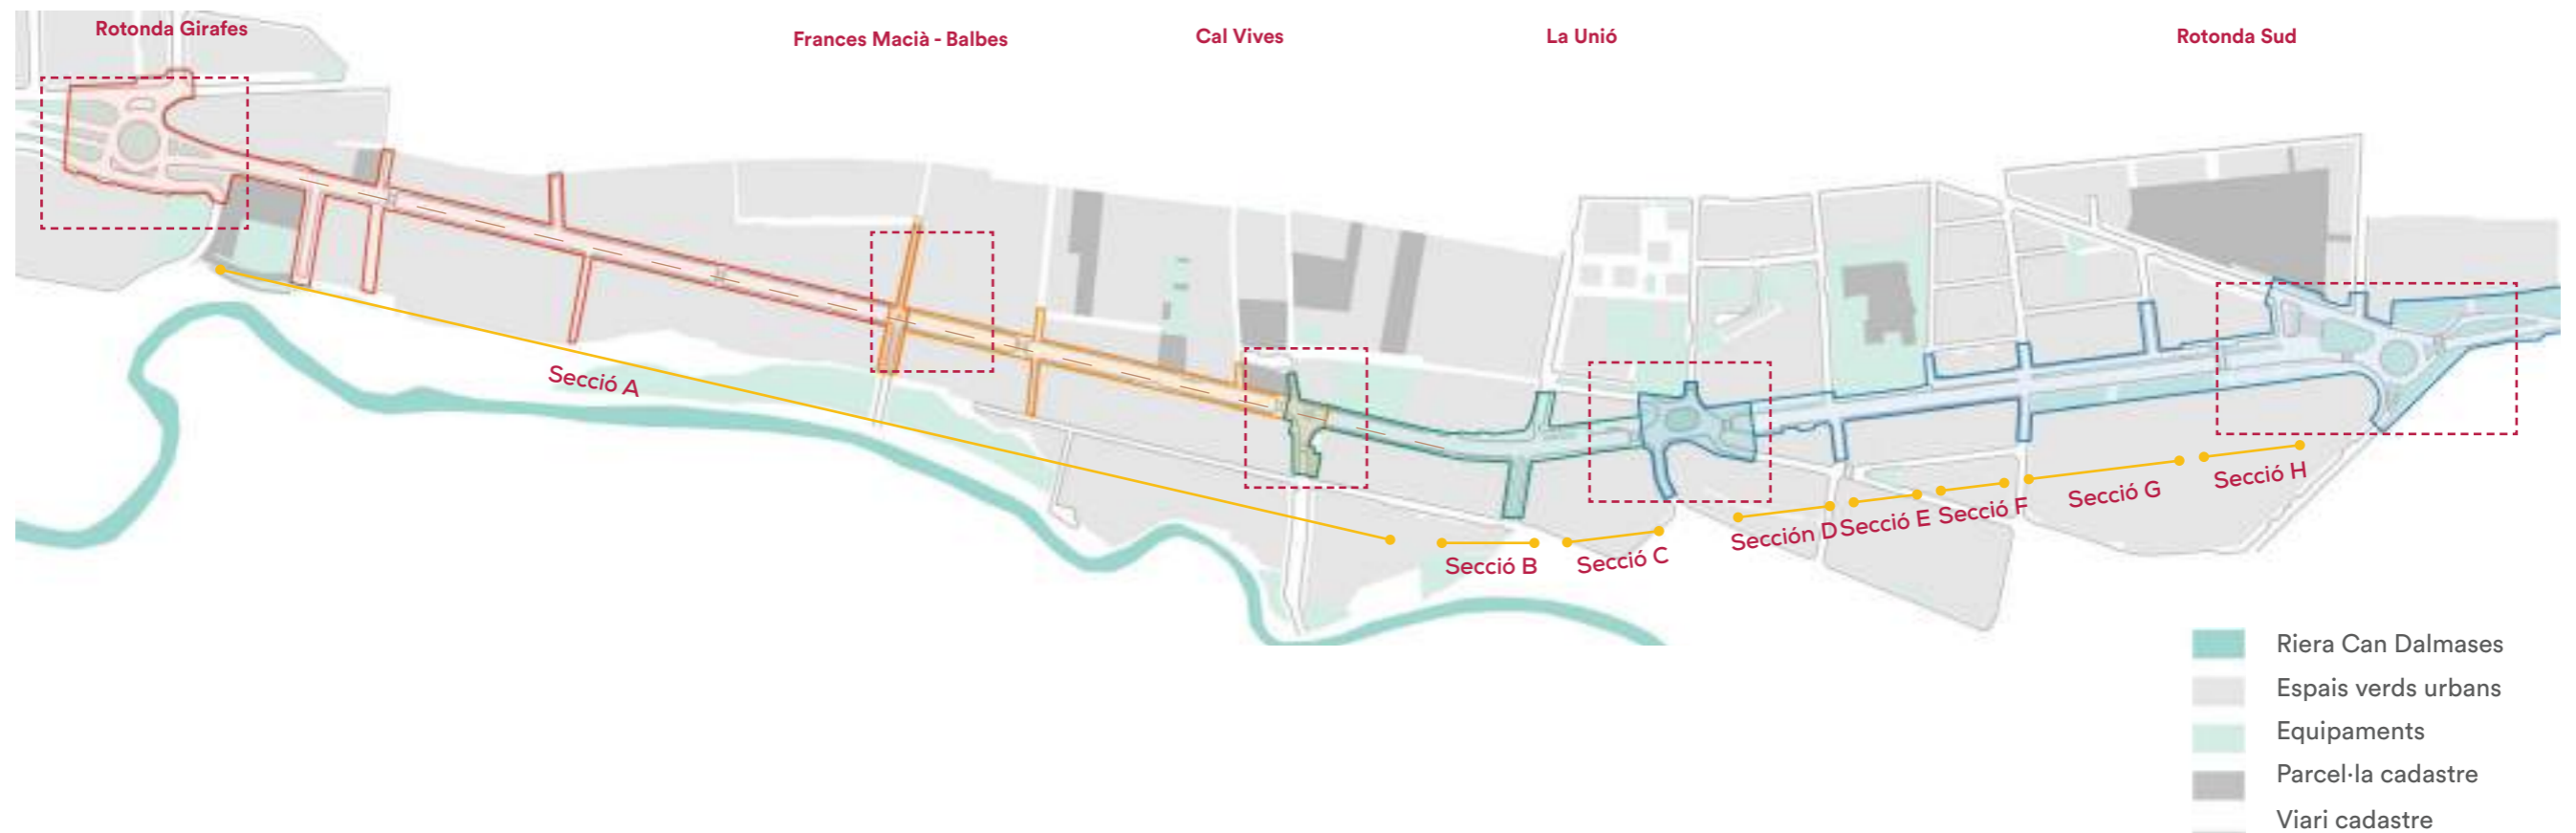 Rotonda Girafes
Frances Macià - Balbes
Cal Vives
La Unió
Rotonda Sud
Secció A
Secció B
Secció C
Sección D
Secció E
Secció F
Secció G
Secció H
Riera Can Dalmases
Espais verds urbans
Equipaments
Parcel·la cadastre
Viari cadastre